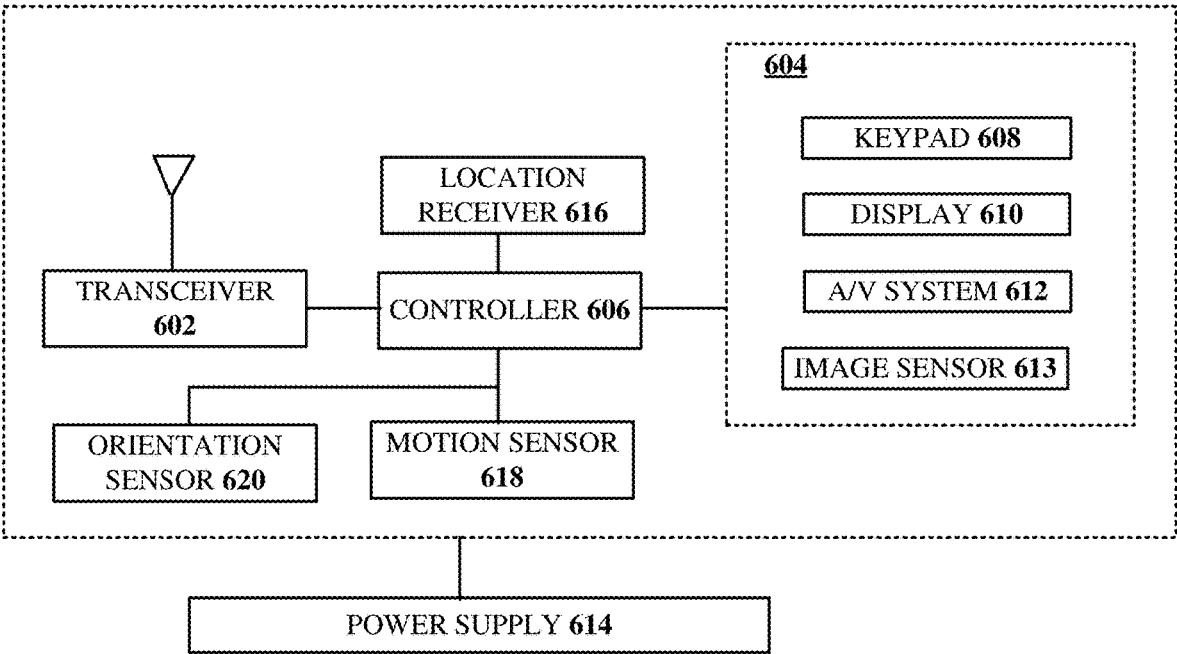 604
KEYPAD 608
LOCATION
RECEIVER 616
DISPLAY 610
TRANSCEIVER
602
CONTROLLER 606
A/V SYSTEM 612
IMAGE SENSOR 613
ORIENTATION
SENSOR 620
MOTION SENSOR
618
POWER SUPPLY 614